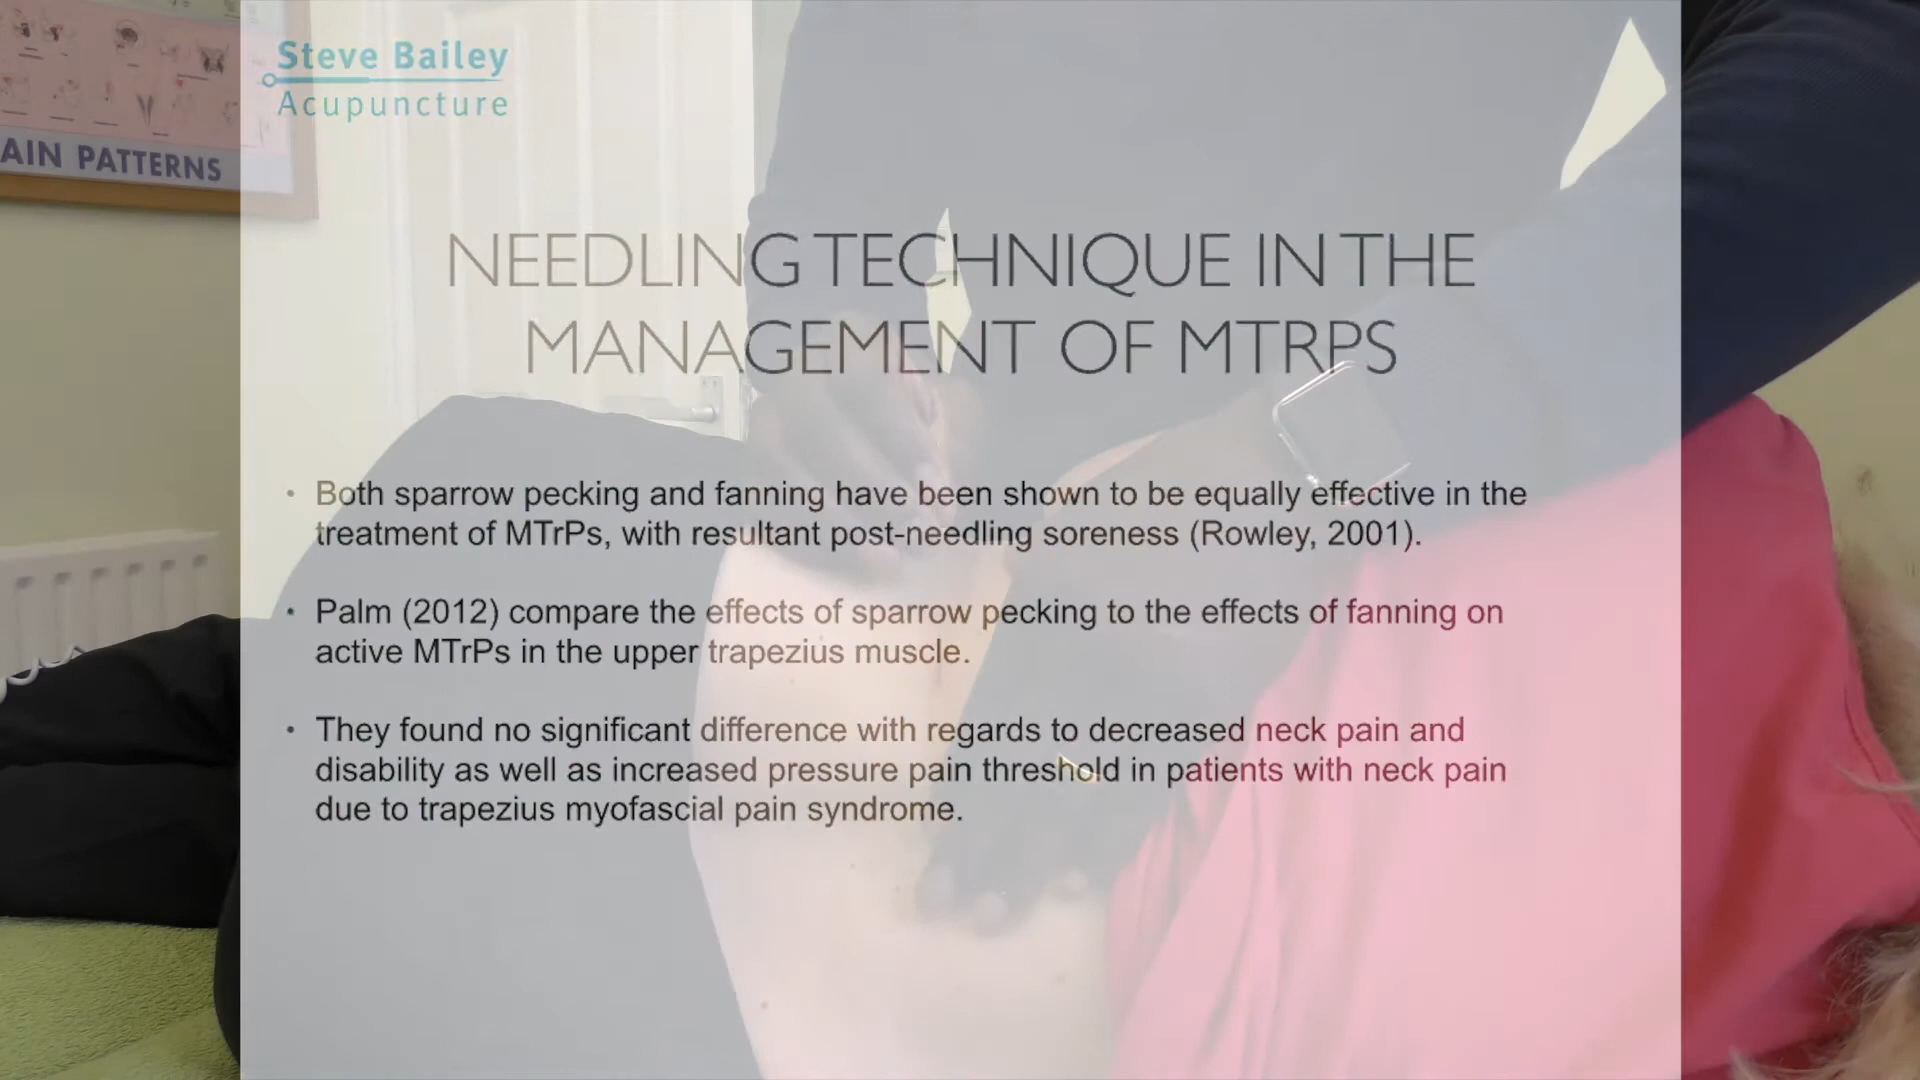 Steve Bailey
Acupuncture
AIN PATTERNS
NEEDLING TECHNIQUE IN THE
MANAGEMENT OF MTRPS
• Both sparrow pecking and fanning have been shown to be equally effective in the
treatment of MTrPs, with resultant post-needling soreness (Rowley, 2001).
• Palm (2012) compare the effects of sparrow pecking to the effects of fanning on
active MTrPs in the upper trapezius muscle.
• They found no significant difference with regards to decreased neck pain and
disability as well as increased pressure pain threshold in patients with neck pain
due to trapezius myofascial pain syndrome.